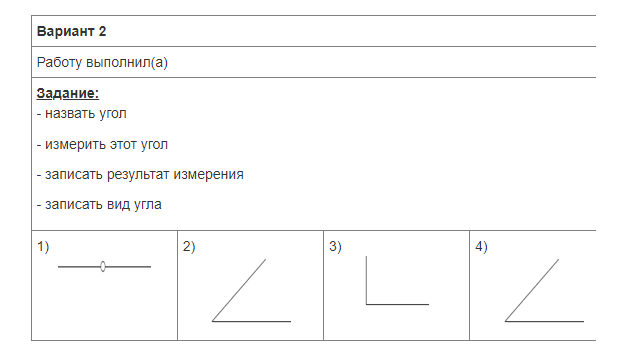 Вариант 2
Работу выполнил(а)
Задание:
- назвать угол
- измерить этот угол
- записать результат измерения
- записать вид угла
1) 2) 3) 4)